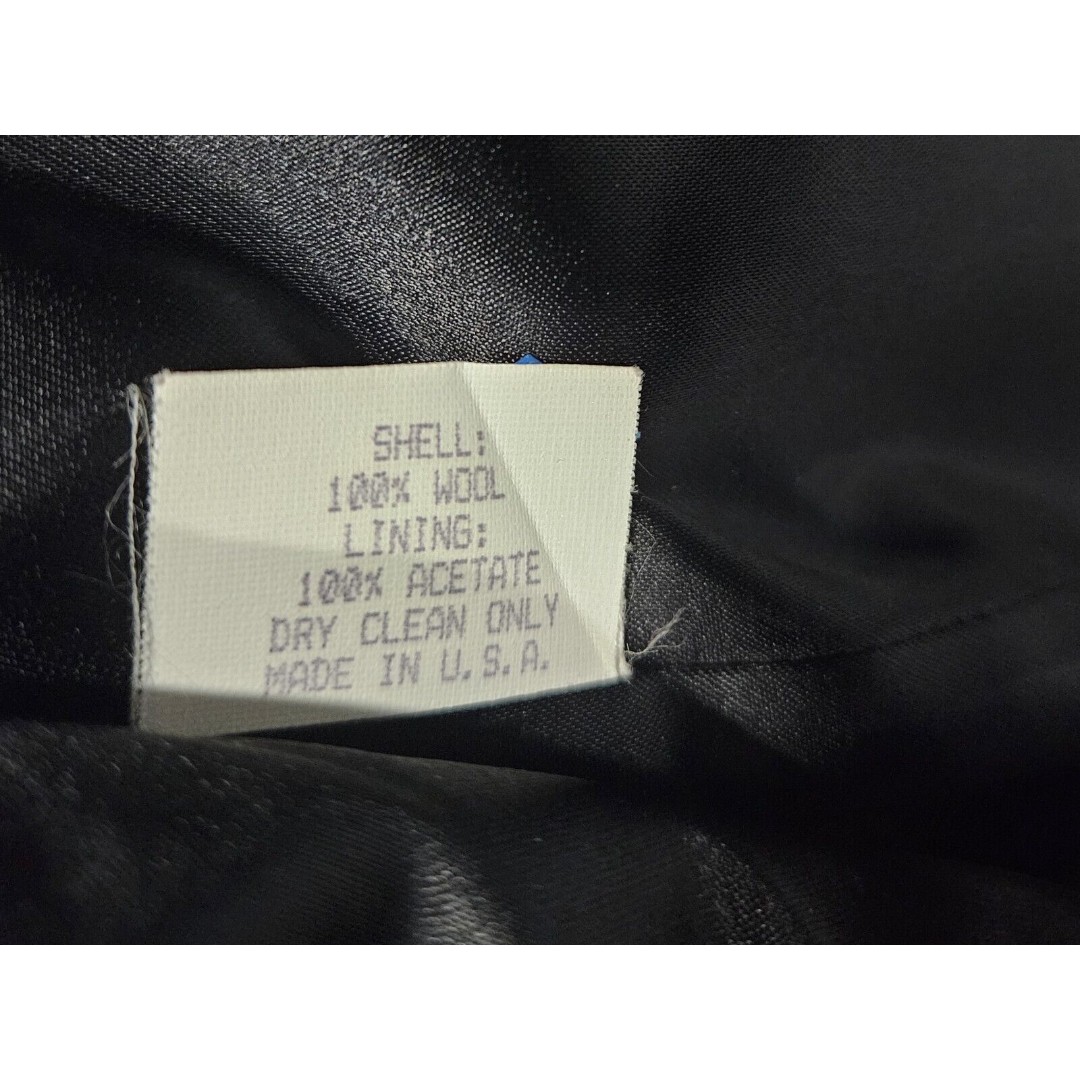 SHELL:
100% WOOL
LINING:
100% ACETATE
DRY CLEAN ONLY
MADE IN U.S.A.